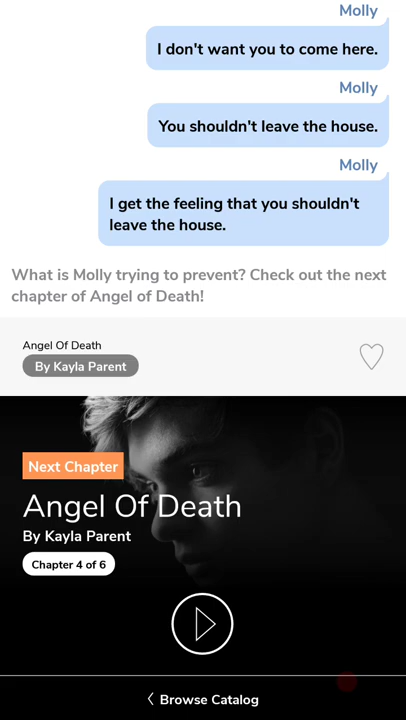 Molly
I don't want you to come here.
Molly
You shouldn't leave the house.
Molly
I get the feeling that you shouldn't
leave the house.
What is Molly trying to prevent? Check out the next
chapter of Angel of Death!
Angel Of Death
By Kayla Parent
Next Chapter
Angel Of Death
By Kayla Parent
Chapter 4 of 6
Browse Catalog